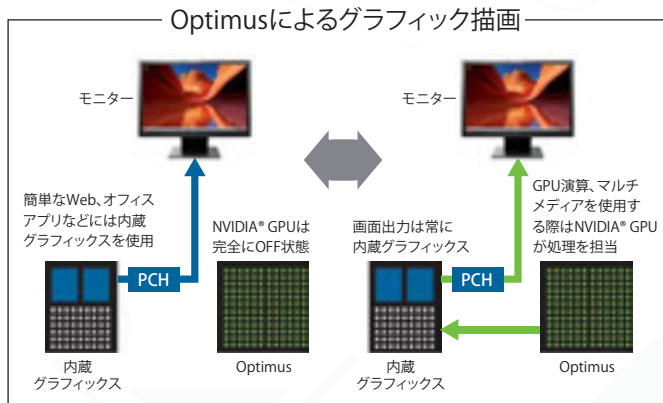 Optimusによるグラフィック描画
モニター
簡単なWeb、オフィス
アプリなどには内蔵
グラフィックスを使用
NVIDIA® GPUは
完全にOFF状態
PCH
内蔵
グラフィックス
Optimus
モニター
画面出力は常に
内蔵グラフィックス
GPU演算、マルチ
メディアを使用す
る際はNVIDIA® GPU
が処理を担当
PCH
内蔵
グラフィックス
Optimus